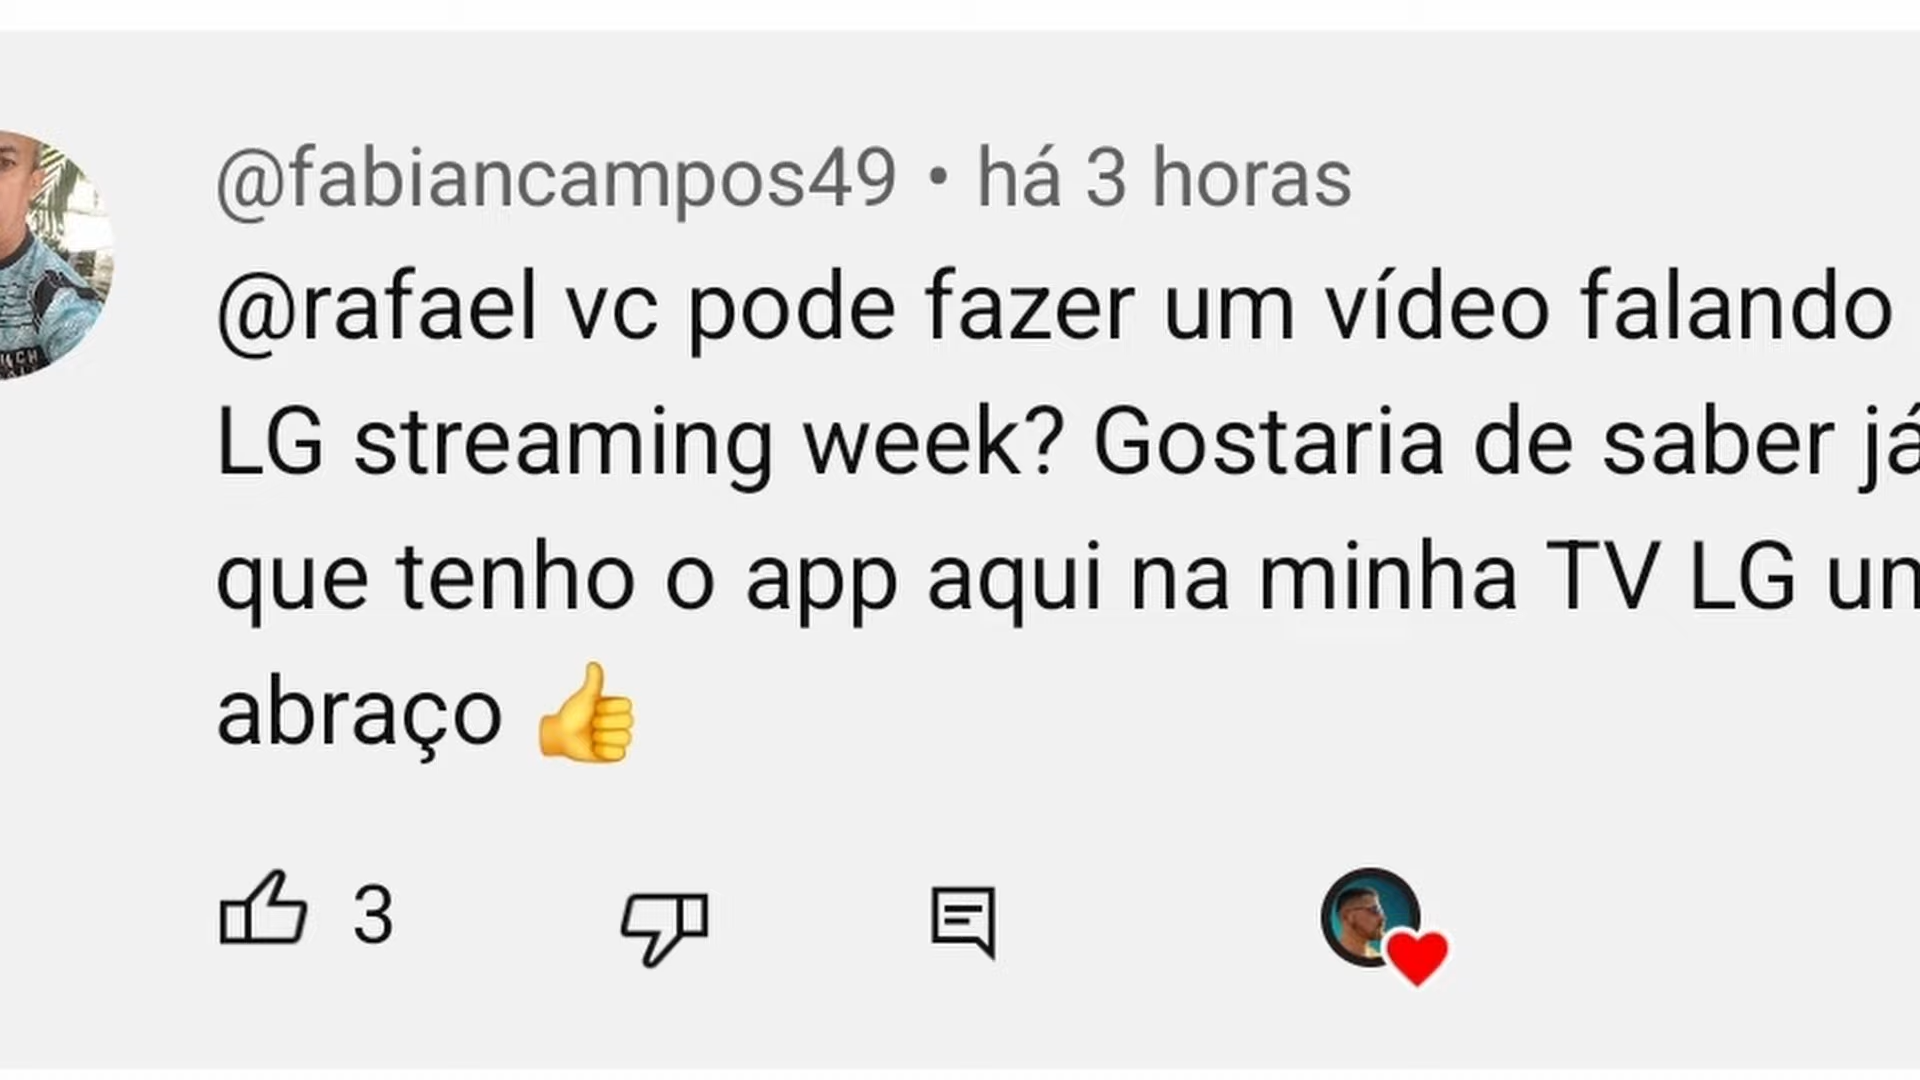 @fabiancampos49 • há 3 horas
@rafael vc pode fazer um vídeo falando
LG streaming week? Gostaria de saber já
que tenho o app aqui na minha TV LG
abraço 👍
3